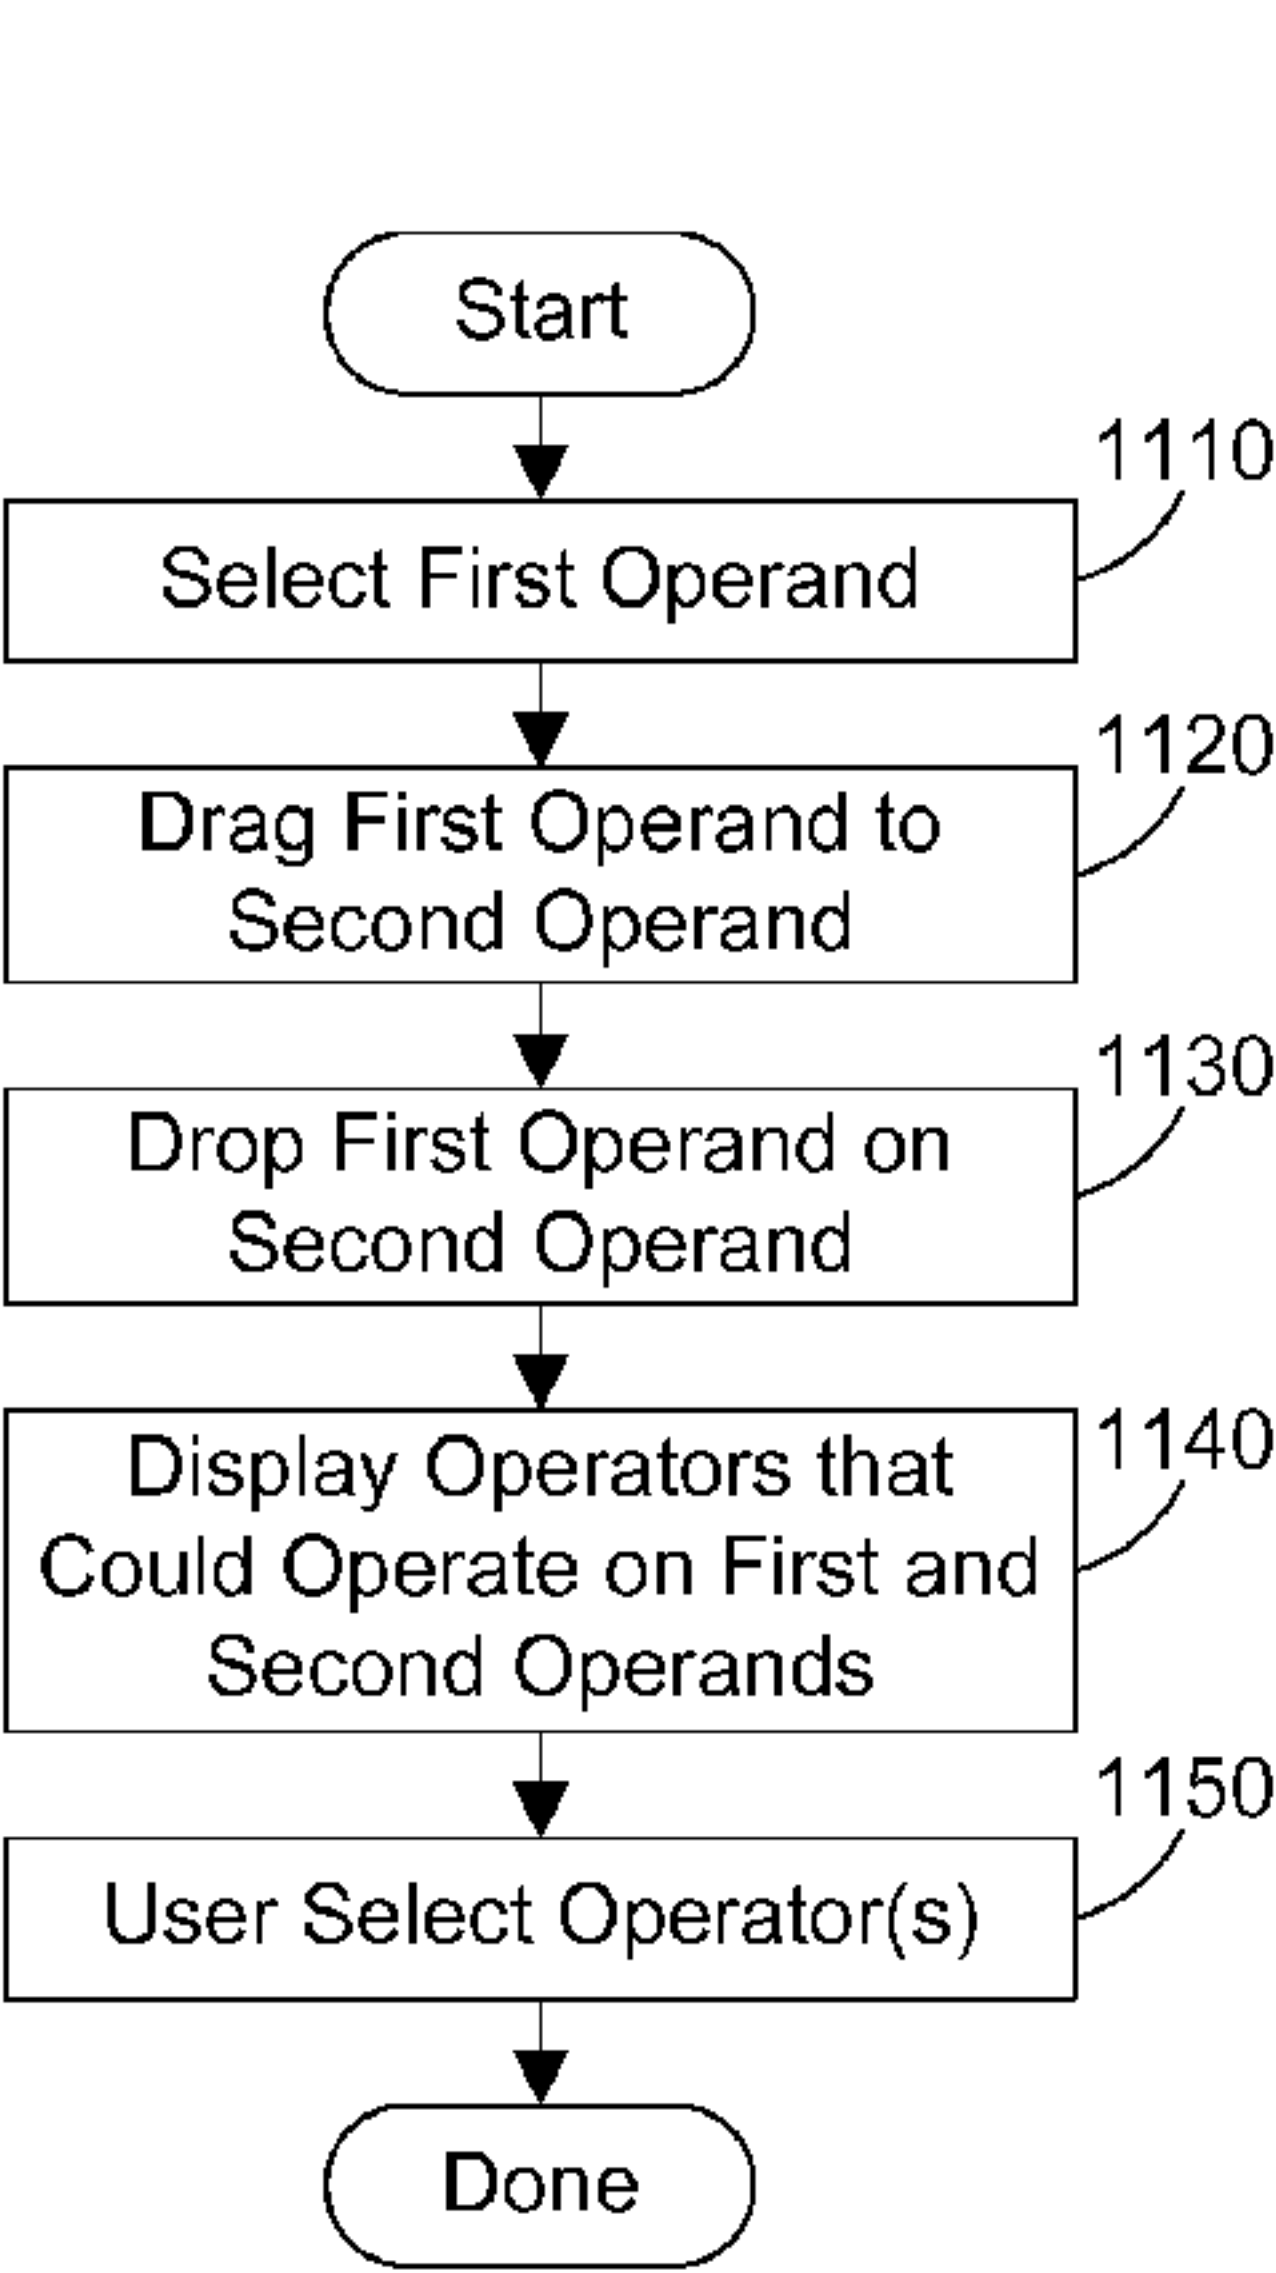 Start
1110
Select First Operand
1120
Drag First Operand to
Second Operand
1130
Drop First Operand on
Second Operand
1140
Display Operators that
Could Operate on First and
Second Operands
1150
User Select Operator(s)
Done